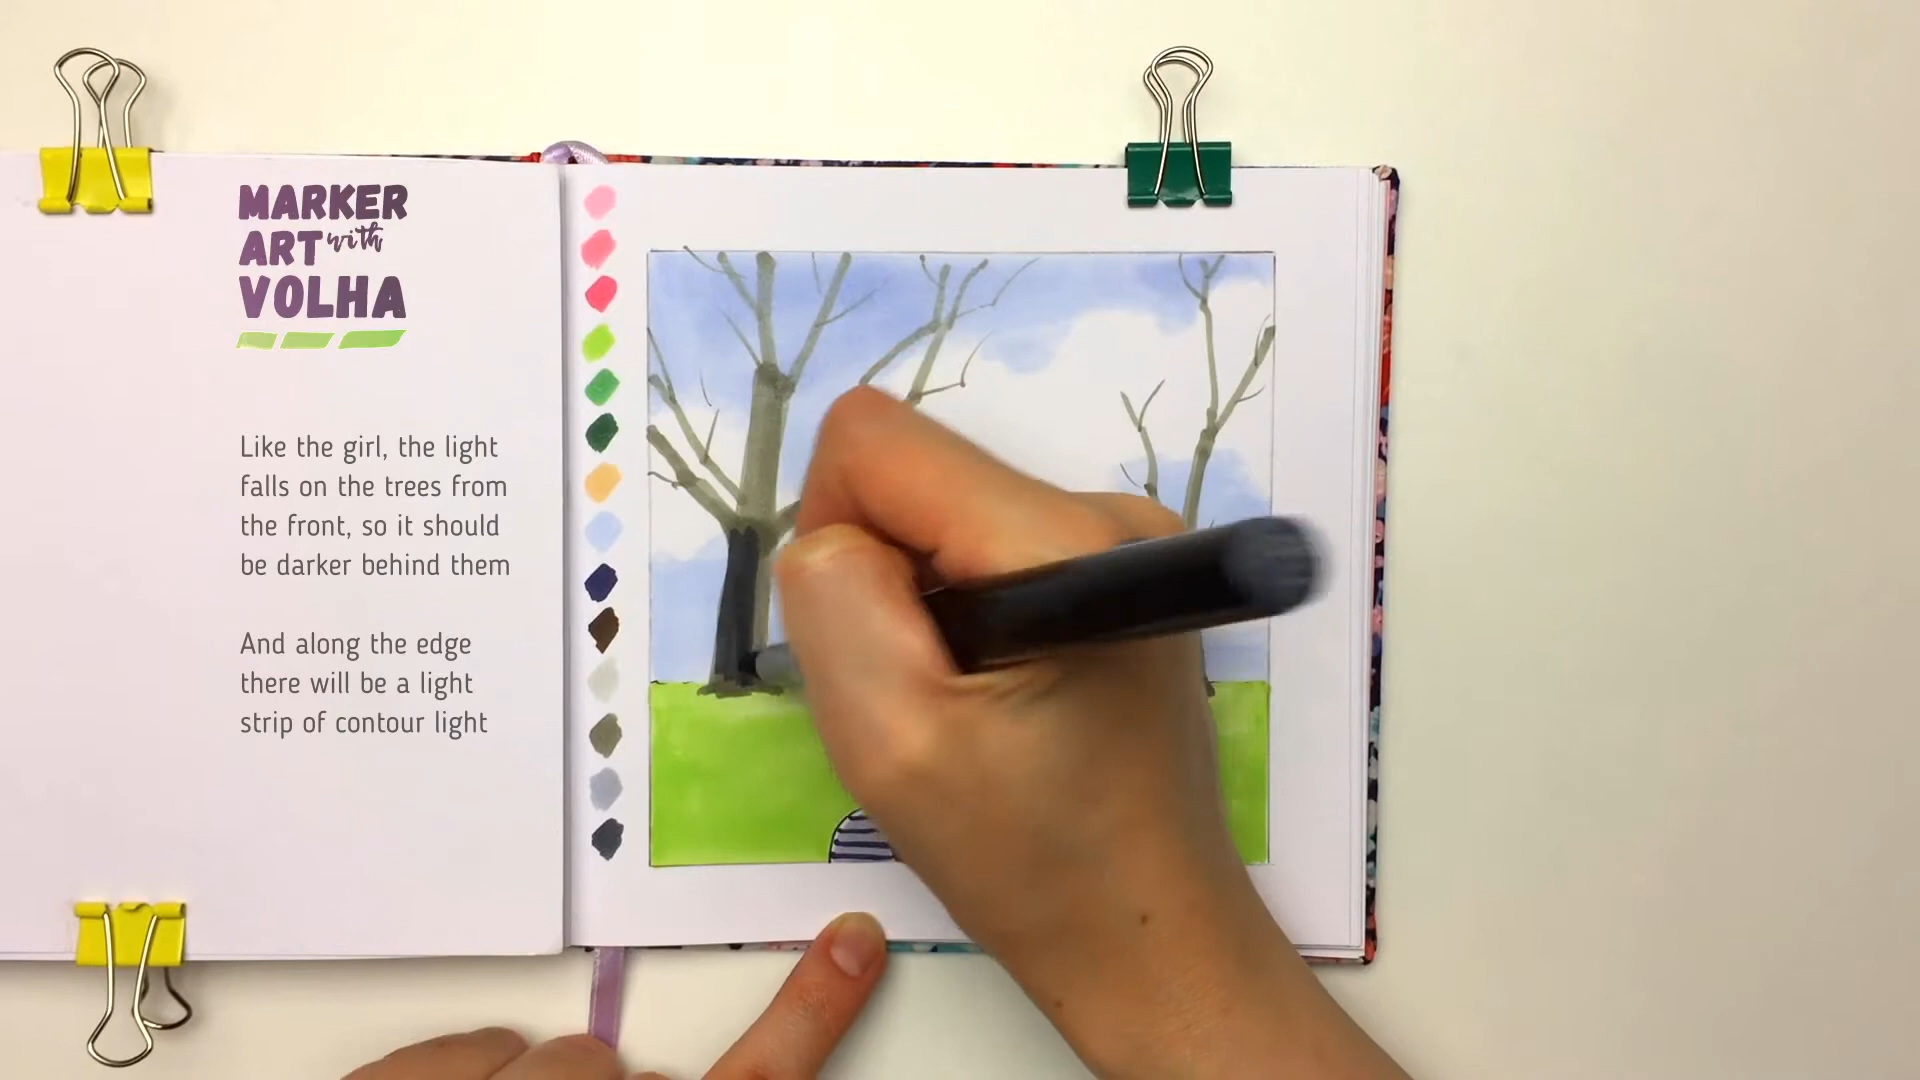 MARKER
ART with
VOLHA
Like the girl, the light
falls on the trees from
the front, so it should
be darker behind them
And along the edge
there will be a light
strip of contour light